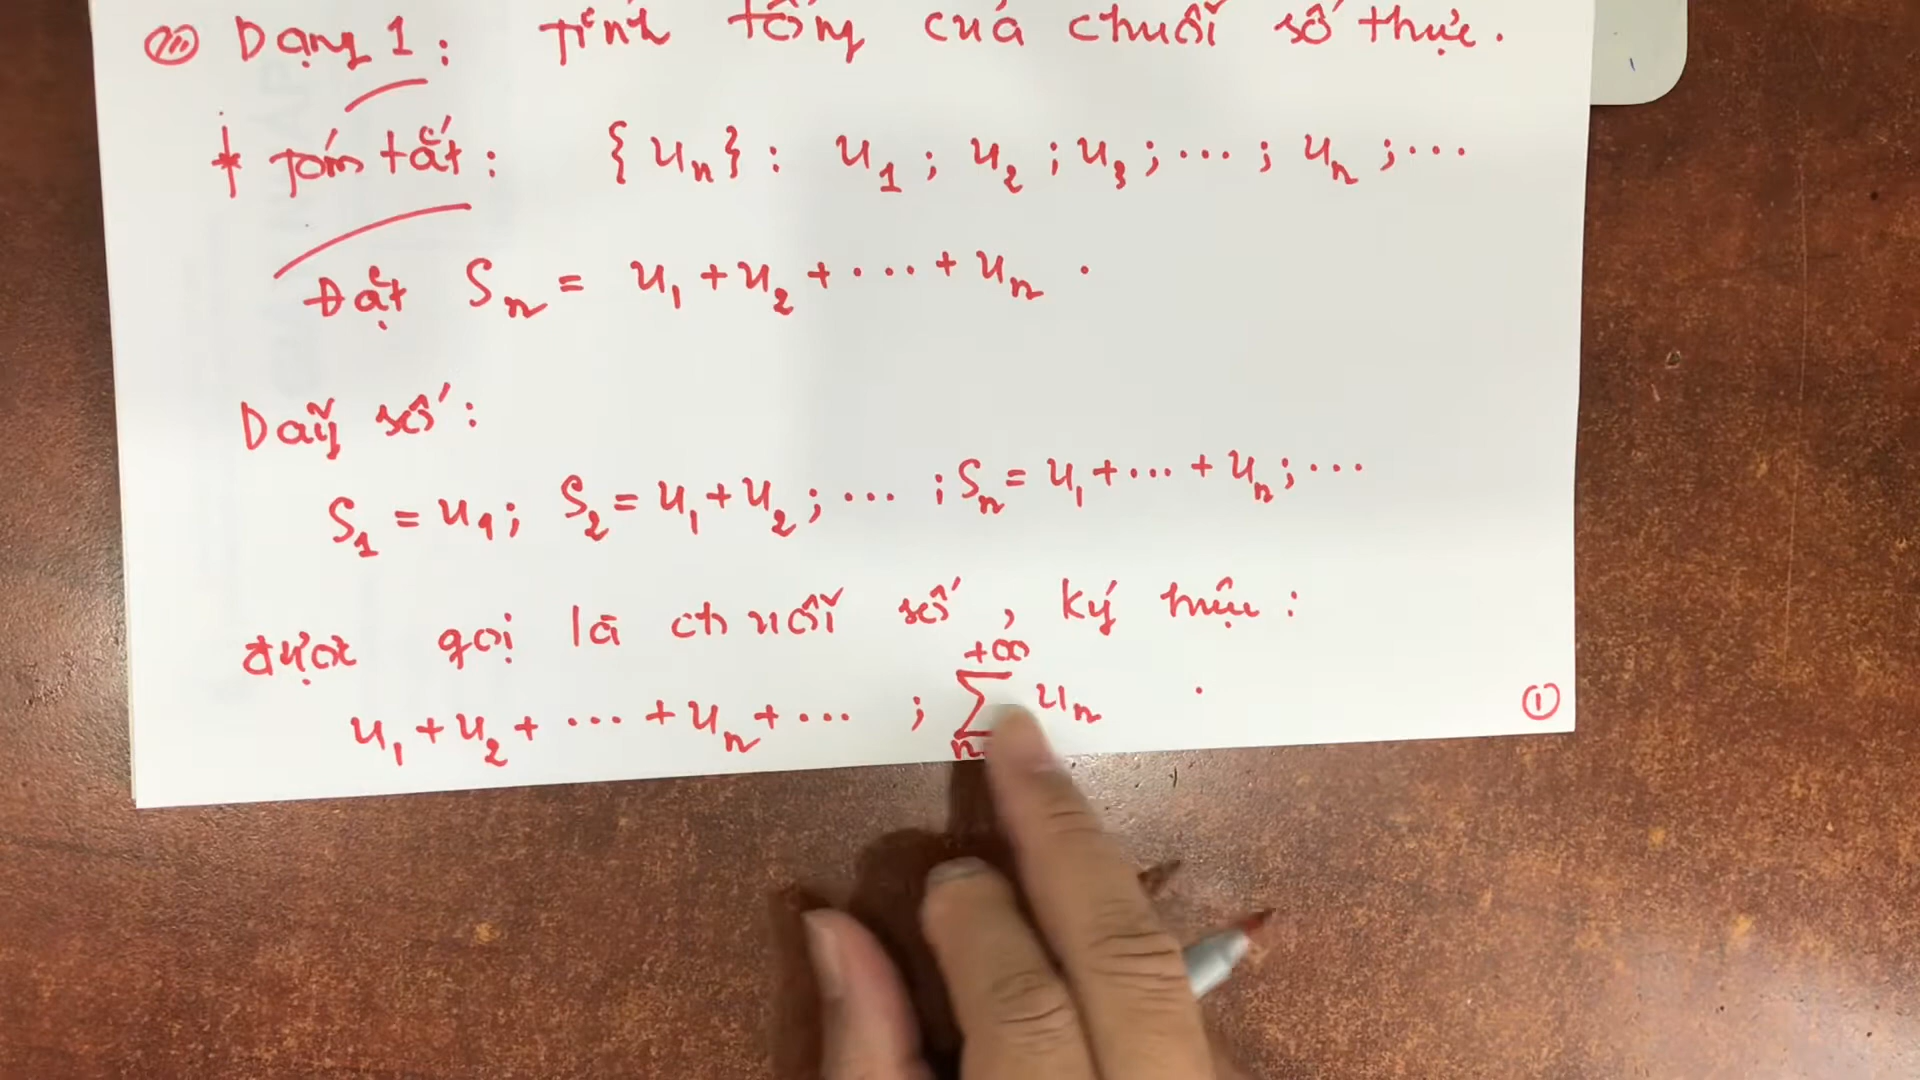 Dạng 1: Tính tổng của chuỗi số thực.
* Tóm tắt: {uₙ}: u₁; u₂; u₃; ...; uₙ; ...
Đặt Sₙ = u₁ + u₂ + ... + uₙ.
Dãy số:
S₁ = u₁; S₂ = u₁ + u₂; ...; Sₙ = u₁ + ... + uₙ; ...
được gọi là chuỗi số, ký hiệu:
u₁ + u₂ + ... + uₙ + ... ; +∞ ∑ n uₙ .
①